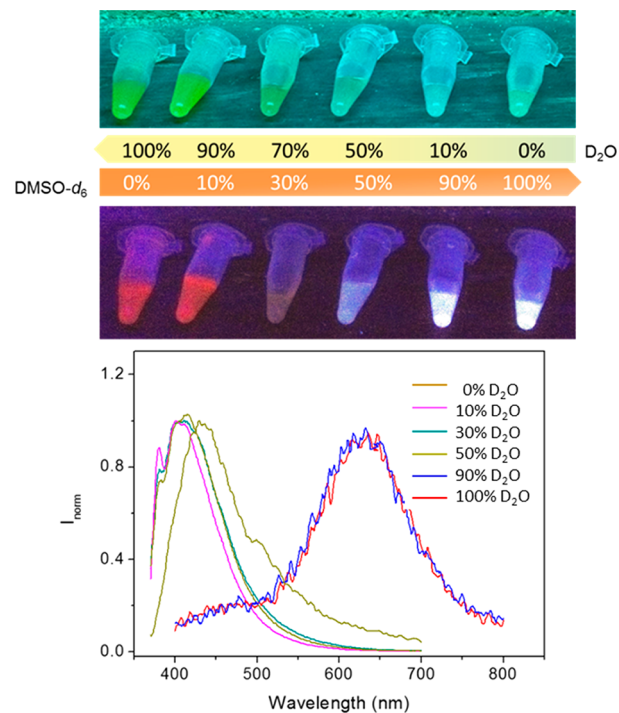 100% 90% 70% 50% 10% 0% D₂O
DMSO-d₆ 0% 10% 30% 50% 90% 100%
1.2
0.8
0.4
0.0
Iₙₒᵣₘ
0% D₂O
10% D₂O
30% D₂O
50% D₂O
90% D₂O
100% D₂O
400 500 600 700 800
Wavelength (nm)